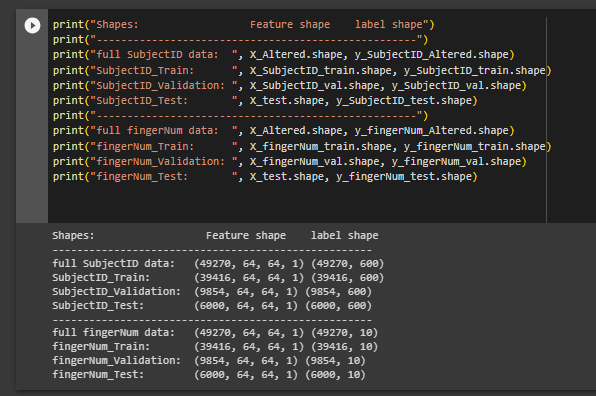 print("Shapes:                  Feature shape    label shape")
print("----------------------------------------------------")
print("full SubjectID data:  ", X_Altered.shape, y_SubjectID_Altered.shape)
print("SubjectID_Train:      ", X_SubjectID_train.shape, y_SubjectID_train.shape)
print("SubjectID_Validation: ", X_SubjectID_val.shape, y_SubjectID_val.shape)
print("SubjectID_Test:       ", X_test.shape, y_SubjectID_test.shape)
print("----------------------------------------------------")
print("full fingerNum data:  ", X_Altered.shape, y_fingerNum_Altered.shape)
print("fingerNum_Train:      ", X_fingerNum_train.shape, y_fingerNum_train.shape)
print("fingerNum_Validation: ", X_fingerNum_val.shape, y_fingerNum_val.shape)
print("fingerNum_Test:       ", X_test.shape, y_fingerNum_test.shape)
Shapes:                  Feature shape    label shape
----------------------------------------------------
full SubjectID data:   (49270, 64, 64, 1) (49270, 600)
SubjectID_Train:       (39416, 64, 64, 1) (39416, 600)
SubjectID_Validation:  (9854, 64, 64, 1) (9854, 600)
SubjectID_Test:        (6000, 64, 64, 1) (6000, 600)
----------------------------------------------------
full fingerNum data:   (49270, 64, 64, 1) (49270, 10)
fingerNum_Train:       (39416, 64, 64, 1) (39416, 10)
fingerNum_Validation:  (9854, 64, 64, 1) (9854, 10)
fingerNum_Test:        (6000, 64, 64, 1) (6000, 10)